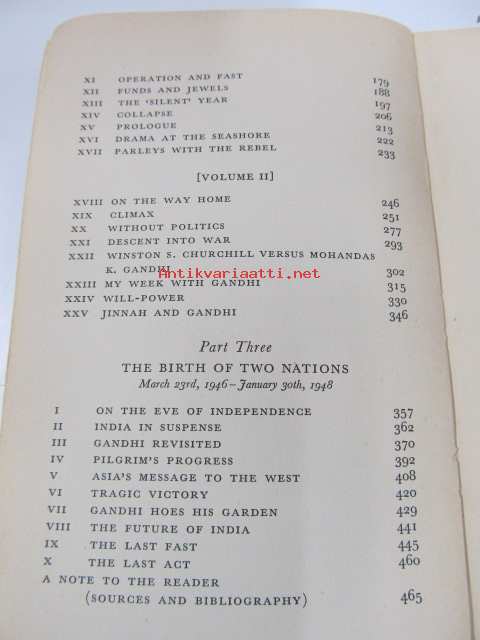 XI OPERATION AND FAST 179
XII FUNDS AND JEWELS 188
XIII THE 'SILENT' YEAR 197
XIV COLLAPSE 206
XV PROLOGUE 213
XVI DRAMA AT THE SEASHORE 222
XVII PARLEYS WITH THE REBEL 233
[VOLUME II]
XVIII ON THE WAY HOME 246
XIX CLIMAX 251
XX WITHOUT POLITICS 277
XXI DESCENT INTO WAR 293
XXII WINSTON S. CHURCHILL VERSUS MOHANDAS
K. GANDHI 302
Antikvariaatti.net
XXIII MY WEEK WITH GANDHI 315
XXIV WILL-POWER 330
XXV JINNAH AND GANDHI 346
Part Three
THE BIRTH OF TWO NATIONS
March 23rd, 1946–January 30th, 1948
I ON THE EVE OF INDEPENDENCE 357
II INDIA IN SUSPENSE 362
III GANDHI REVISITED 370
IV PILGRIM'S PROGRESS 392
V ASIA'S MESSAGE TO THE WEST 408
VI TRAGIC VICTORY 420
VII GANDHI HOES HIS GARDEN 429
VIII THE FUTURE OF INDIA 441
IX THE LAST FAST 445
X THE LAST ACT 460
A NOTE TO THE READER
(SOURCES AND BIBLIOGRAPHY) 465